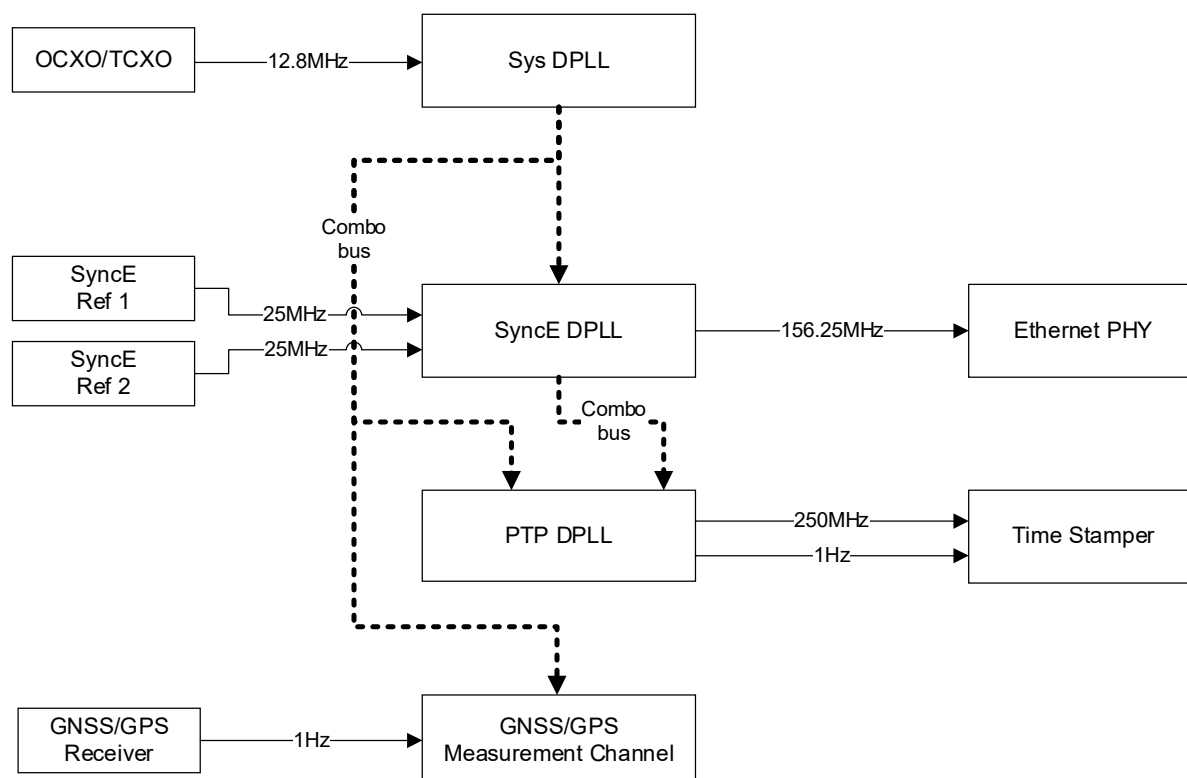 OCXO/TCXO
12.8MHz
Sys DPLL
Combo
bus
SyncE
Ref 1
25MHz
SyncE
Ref 2
25MHz
SyncE DPLL
156.25MHz
Ethernet PHY
Combo
bus
PTP DPLL
250MHz
1Hz
Time Stamper
GNSS/GPS
Receiver
1Hz
GNSS/GPS
Measurement Channel